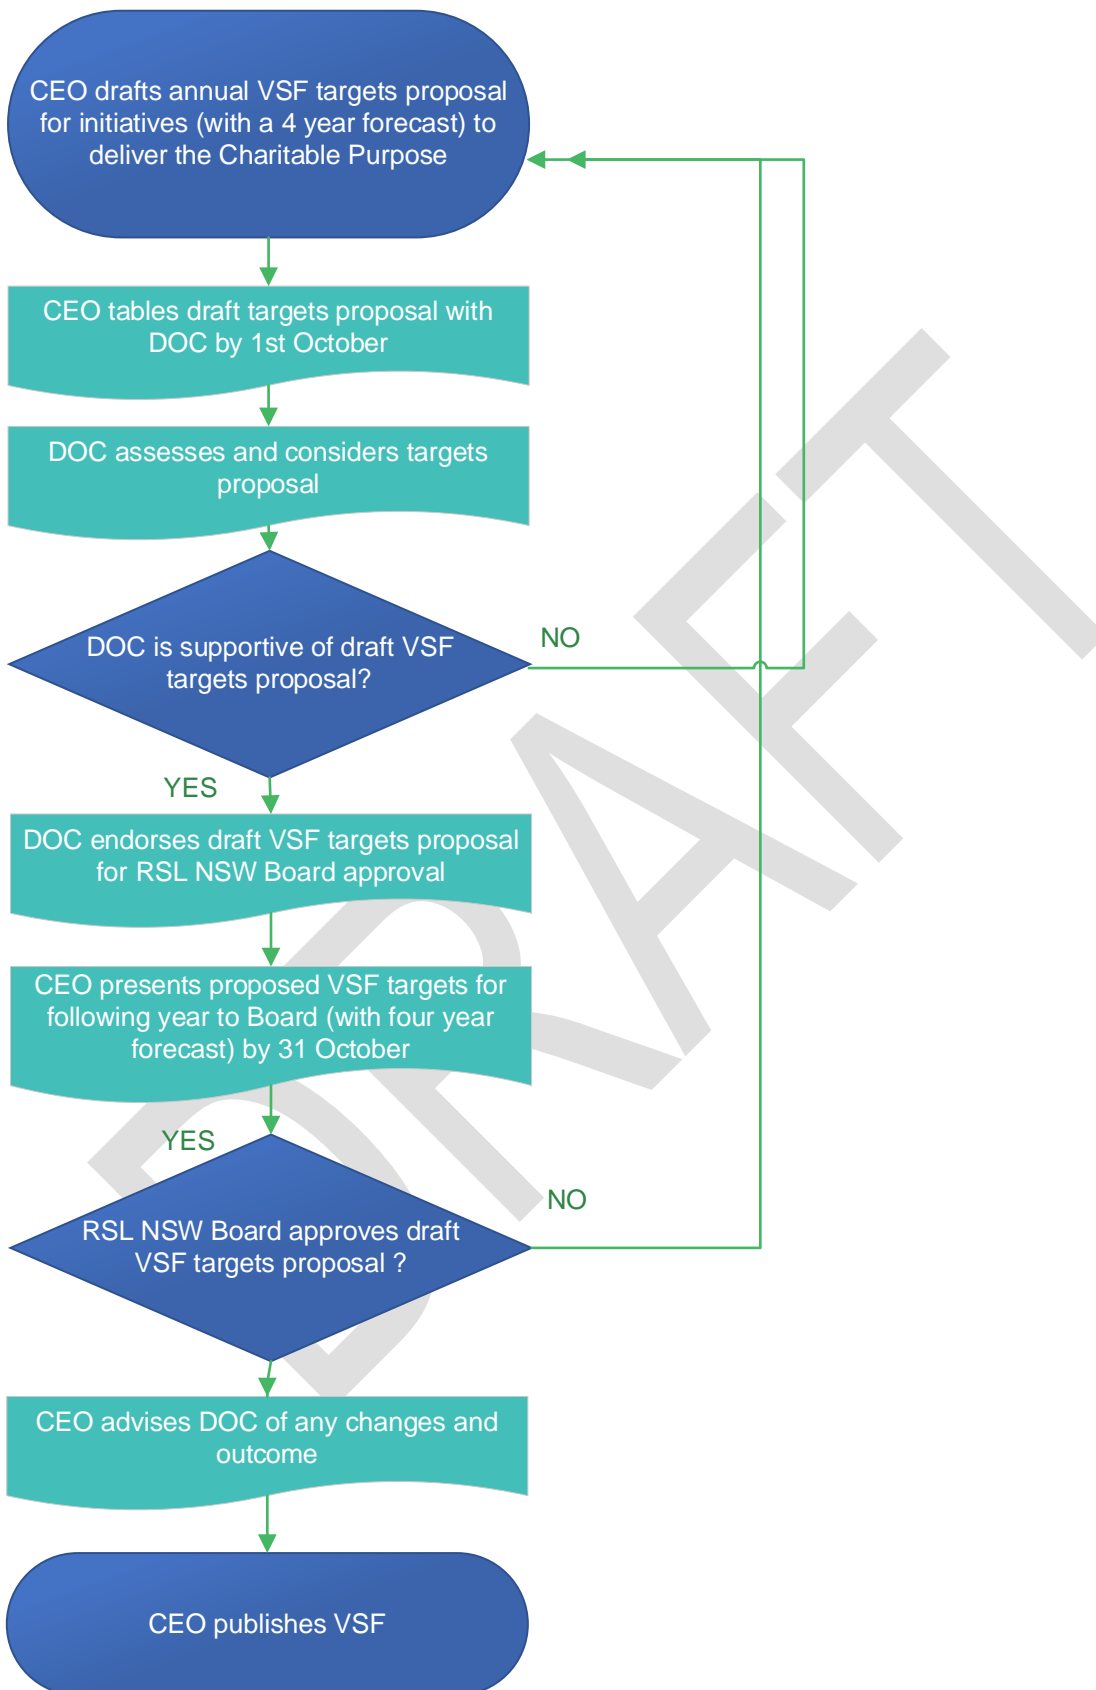 CEO drafts annual VSF targets proposal
for initiatives (with a 4 year forecast) to
deliver the Charitable Purpose
CEO tables draft targets proposal with
DOC by 1st October
DOC assesses and considers targets
proposal
DOC is supportive of draft VSF
targets proposal?
NO
YES
DOC endorses draft VSF targets proposal
for RSL NSW Board approval
CEO presents proposed VSF targets for
following year to Board (with four year
forecast) by 31 October
YES
RSL NSW Board approves draft
VSF targets proposal ?
NO
CEO advises DOC of any changes and
outcome
CEO publishes VSF
DRAFT